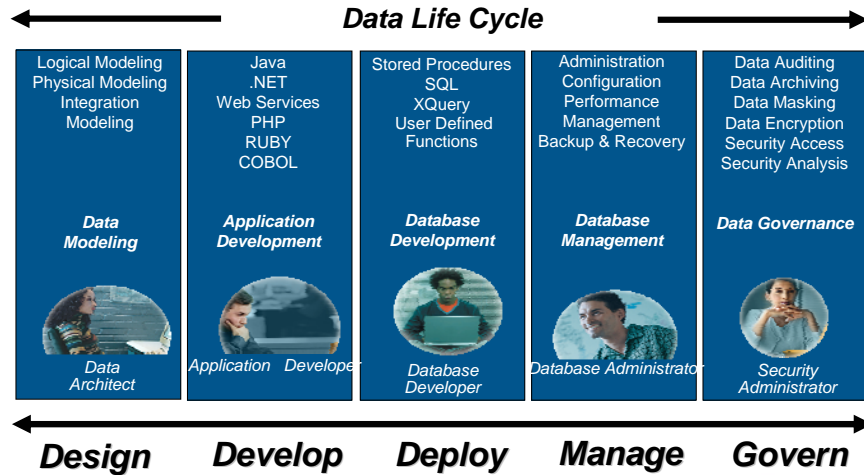 Data Life Cycle
Logical Modeling
Physical Modeling
Integration
Modeling
Data
Modeling
Data
Architect
Java
.NET
Web Services
PHP
RUBY
COBOL
Application
Development
Application Developer
Stored Procedures
SQL
XQuery
User Defined
Functions
Database
Development
Database
Developer
Administration
Configuration
Performance
Management
Backup & Recovery
Database
Management
Database Administrator
Data Auditing
Data Archiving
Data Masking
Data Encryption
Security Access
Security Analysis
Data Governance
Security
Administrator
Design
Develop
Deploy
Manage
Govern